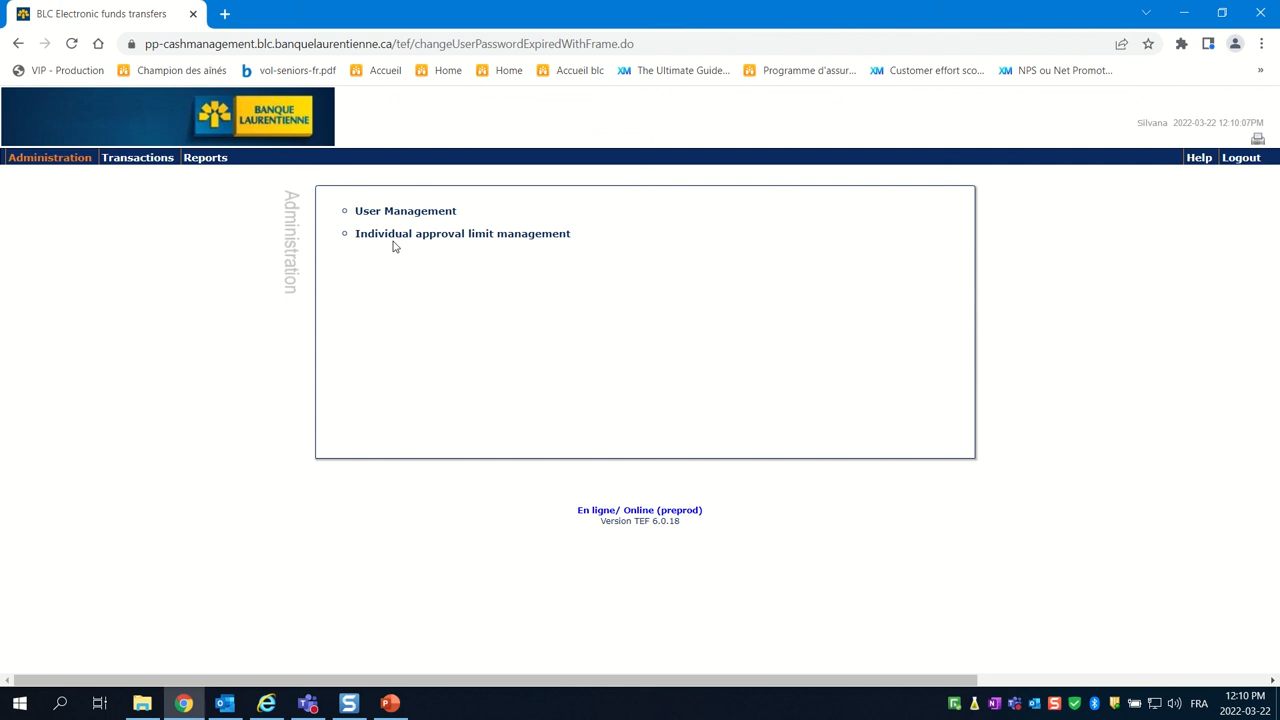 BLC Electronic funds transfers
pp-cashmanagement.blc.banquelaurentienne.ca/tef/changeUserPasswordExpiredWithFrame.do
VIP - Production Champion des aînés vol-seniors-fr.pdf Accueil Home Home Accueil blc The Ultimate Guide... Programme d'assur... Customer effort sco... NPS ou Net Promot... »
BANQUE
LAURENTIENNE
Silvana 2022-03-22 12:10:07PM
Administration Transactions Reports Help Logout
Administration
User Management
Individual approval limit management
En ligne/ Online (preprod)
Version TEF 6.0.18
FRA
12:10 PM
2022-03-22